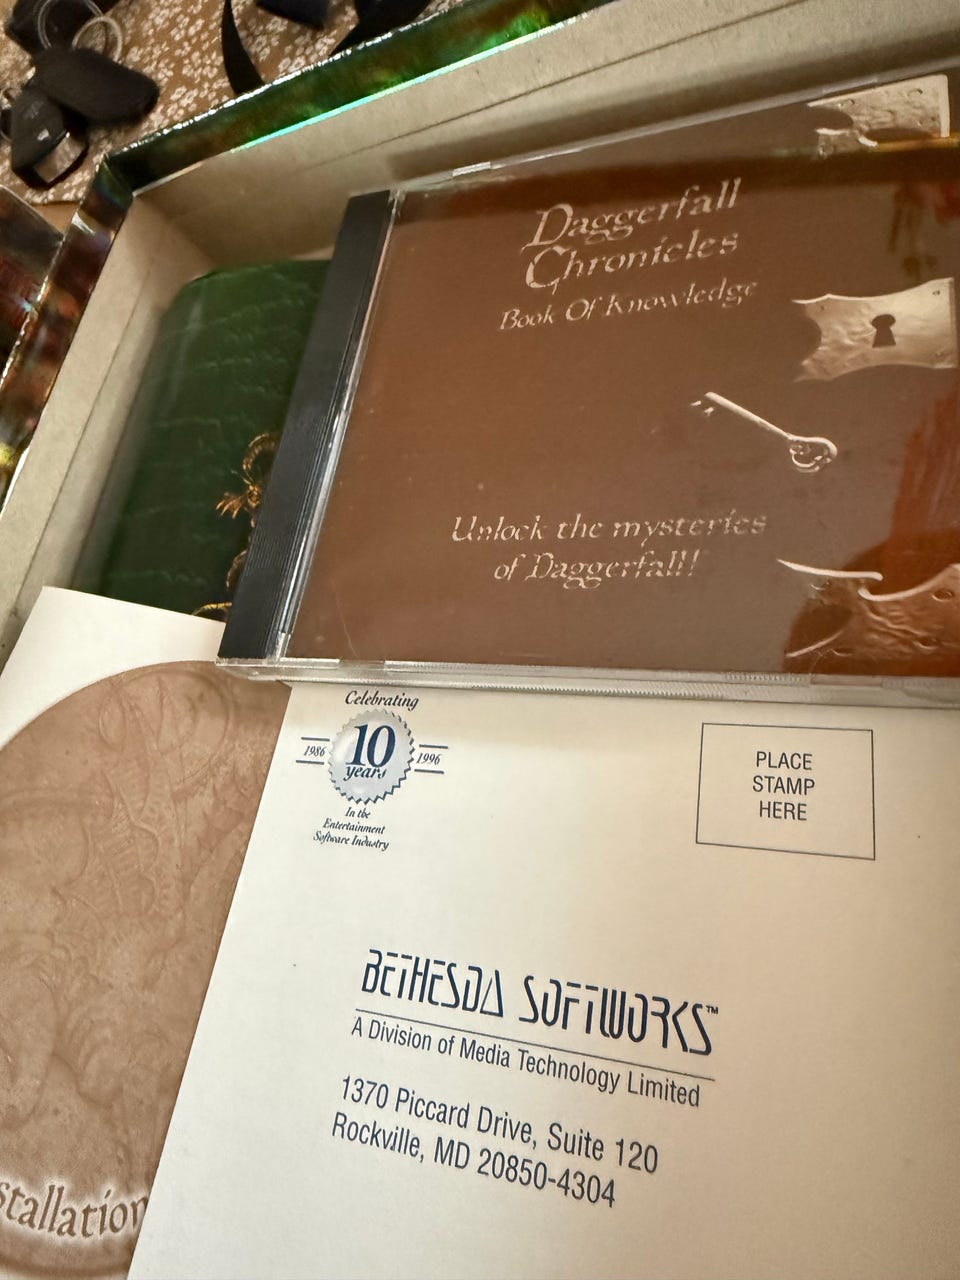 Daggerfall
Chronicles
Book Of Knowledge
Unlock the mysteries
of Daggerfall!
Celebrating
1986 10 1996
years
In the
Entertainment
Software Industry
PLACE
STAMP
HERE
BETHESDA SOFTWORKS™
A Division of Media Technology Limited
1370 Piccard Drive, Suite 120
Rockville, MD 20850-4304
stallation